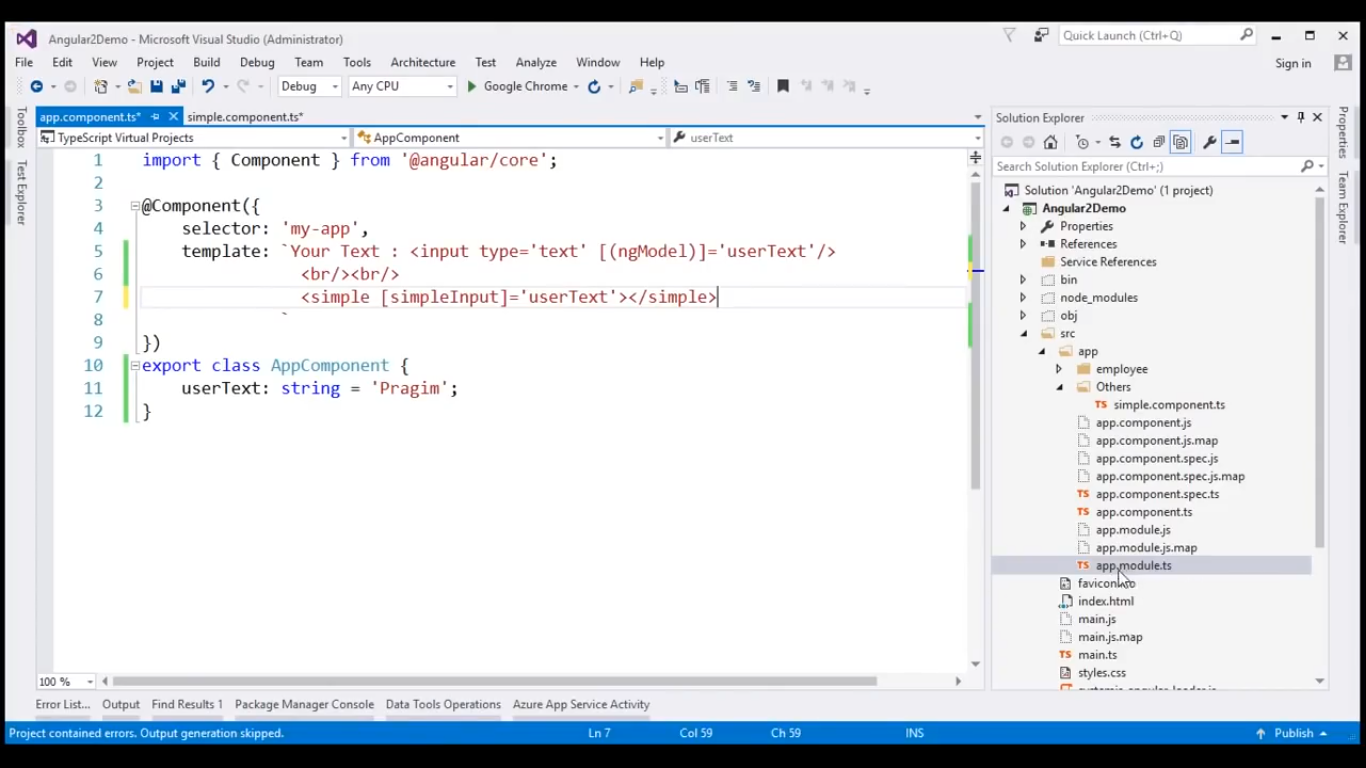 Angular2Demo - Microsoft Visual Studio (Administrator)
Quick Launch (Ctrl+Q)
File Edit View Project Build Debug Team Tools Architecture Test Analyze Window Help
Sign in
Debug Any CPU Google Chrome
Toolbox
Test Explorer
app.component.ts* simple.component.ts*
TypeScript Virtual Projects AppComponent userText
1 import { Component } from '@angular/core';
2
3 @Component({
4 selector: 'my-app',
5 template: `Your Text : <input type='text' [(ngModel)]='userText'/>
6 <br/><br/>
7 <simple [simpleInput]='userText'></simple>
8 `
9 })
10 export class AppComponent {
11 userText: string = 'Pragim';
12 }
100 %
Solution Explorer
Search Solution Explorer (Ctrl+;)
Solution 'Angular2Demo' (1 project)
Angular2Demo
Properties
References
Service References
bin
node_modules
obj
src
app
employee
Others
simple.component.ts
app.component.js
app.component.js.map
app.component.spec.js
app.component.spec.js.map
app.component.spec.ts
app.component.ts
app.module.js
app.module.js.map
app.module.ts
index.html
main.js
main.js.map
main.ts
styles.css
Properties
Team Explorer
Error List... Output Find Results 1 Package Manager Console Data Tools Operations Azure App Service Activity
Project contained errors. Output generation skipped. Ln 7 Col 59 Ch 59 INS Publish